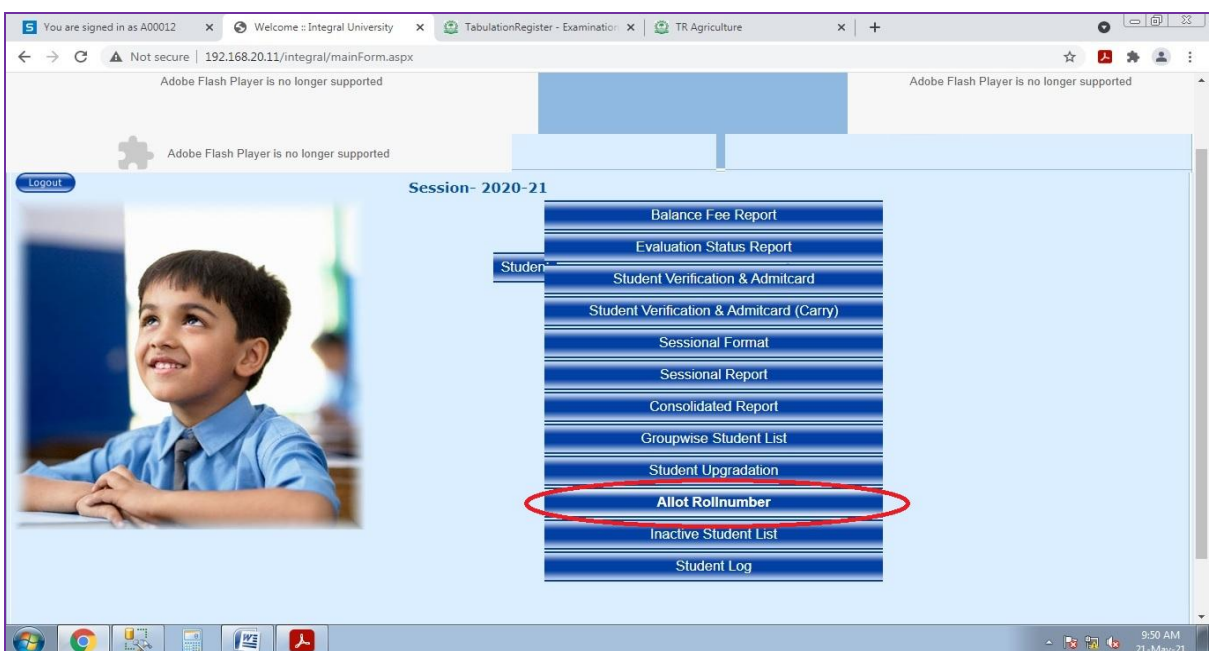 You are signed in as A00012
Welcome :: Integral University
TabulationRegister - Examination
TR Agriculture
Not secure | 192.168.20.11/integral/mainForm.aspx
Adobe Flash Player is no longer supported
Adobe Flash Player is no longer supported
Adobe Flash Player is no longer supported
Logout
Session- 2020-21
Balance Fee Report
Evaluation Status Report
Studen
Student Verification & Admitcard
Student Verification & Admitcard (Carry)
Sessional Format
Sessional Report
Consolidated Report
Groupwise Student List
Student Upgradation
Allot Rollnumber
Inactive Student List
Student Log
9:50 AM
21-May-21